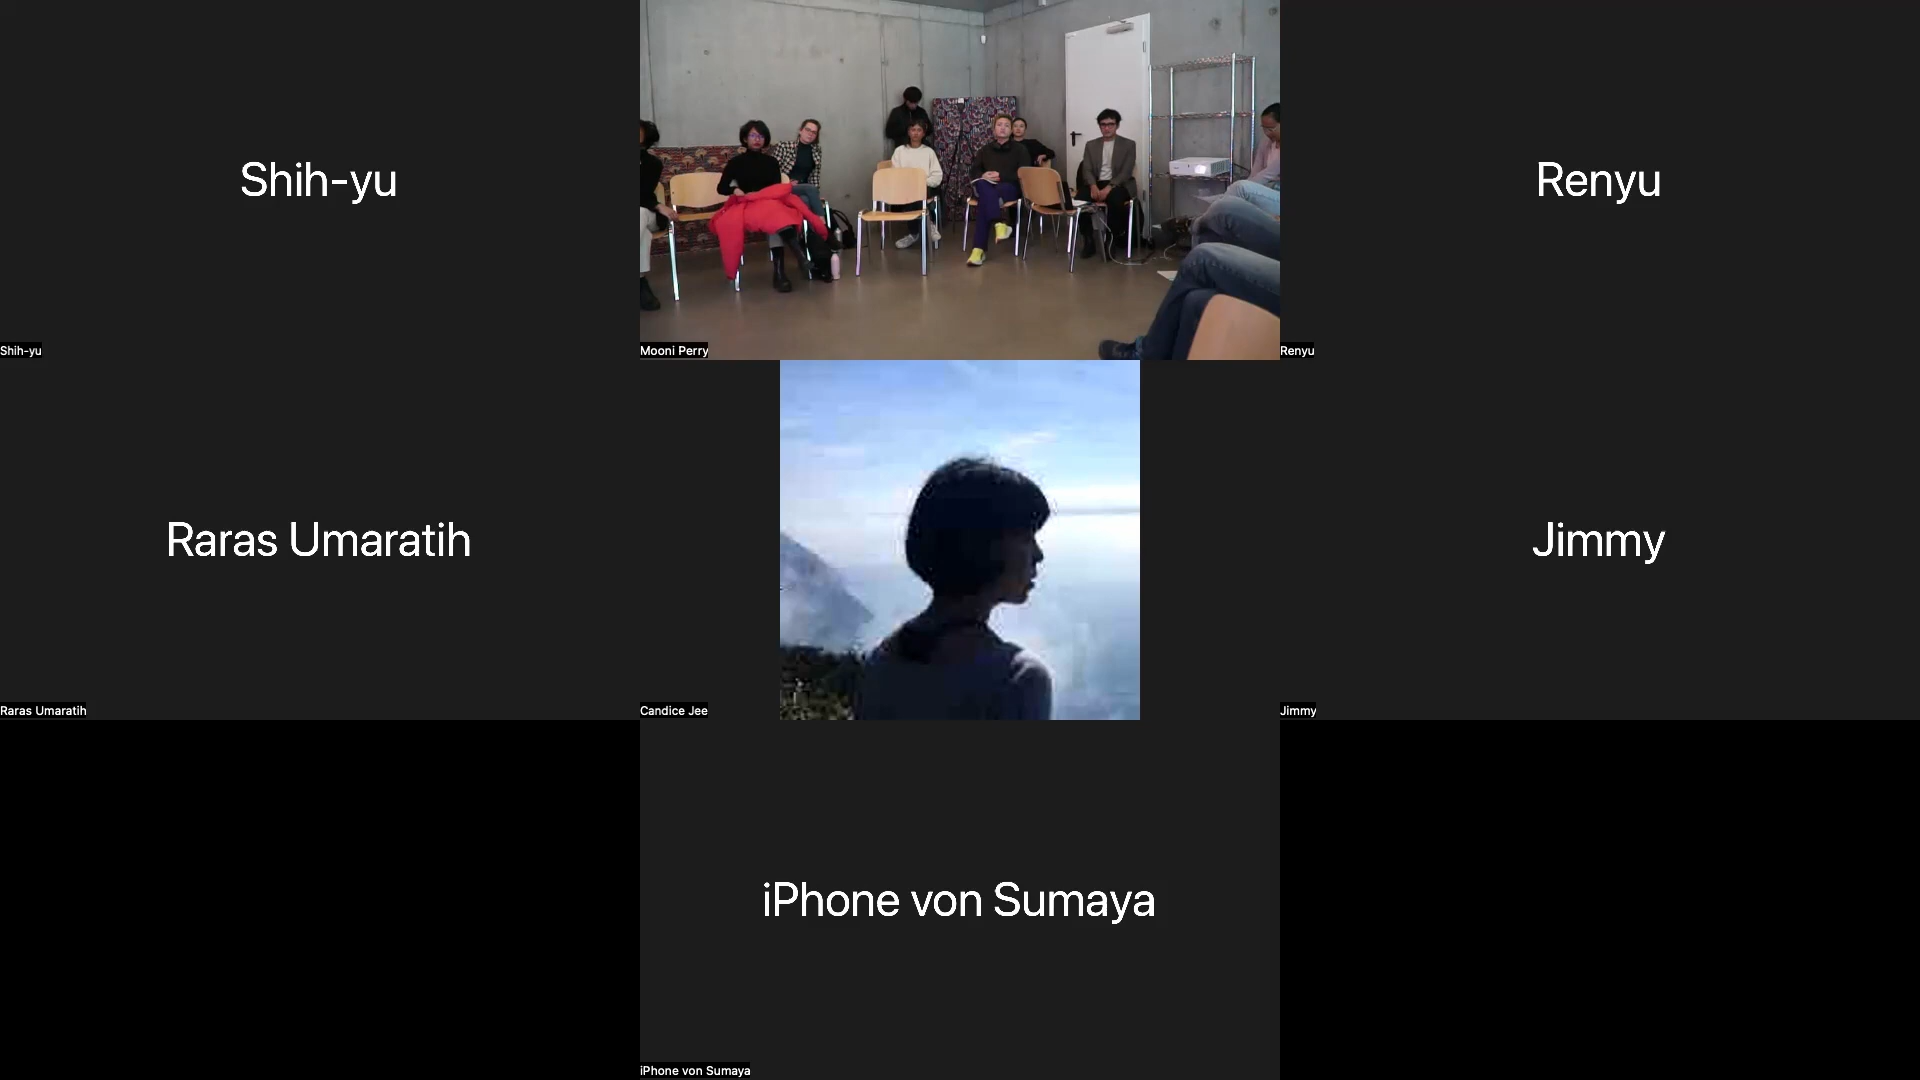 Shih-yu
Shih-yu
Mooni Perry
Renyu
Renyu
Raras Umaratih
Raras Umaratih
Candice Jee
Jimmy
Jimmy
iPhone von Sumaya
iPhone von Sumaya